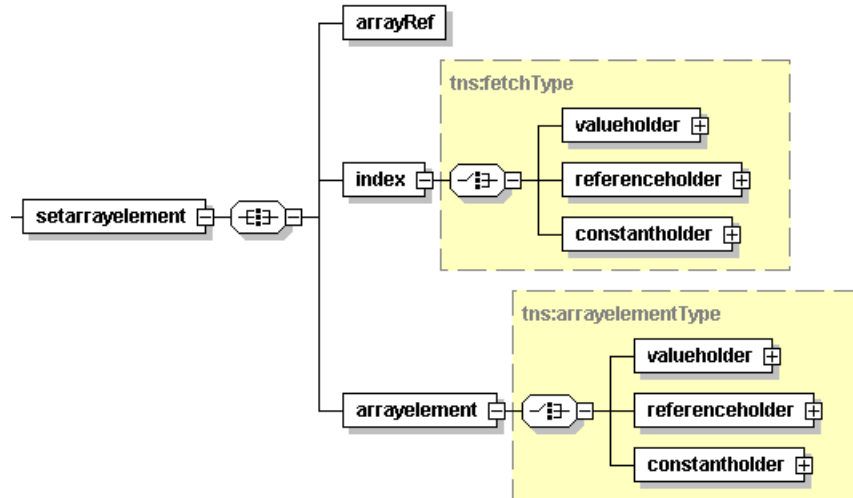 arrayRef
tns:fetchType
valueholder
index
referenceholder
setarrayelement
constantholder
tns:arrayelementType
valueholder
arrayelement
referenceholder
constantholder